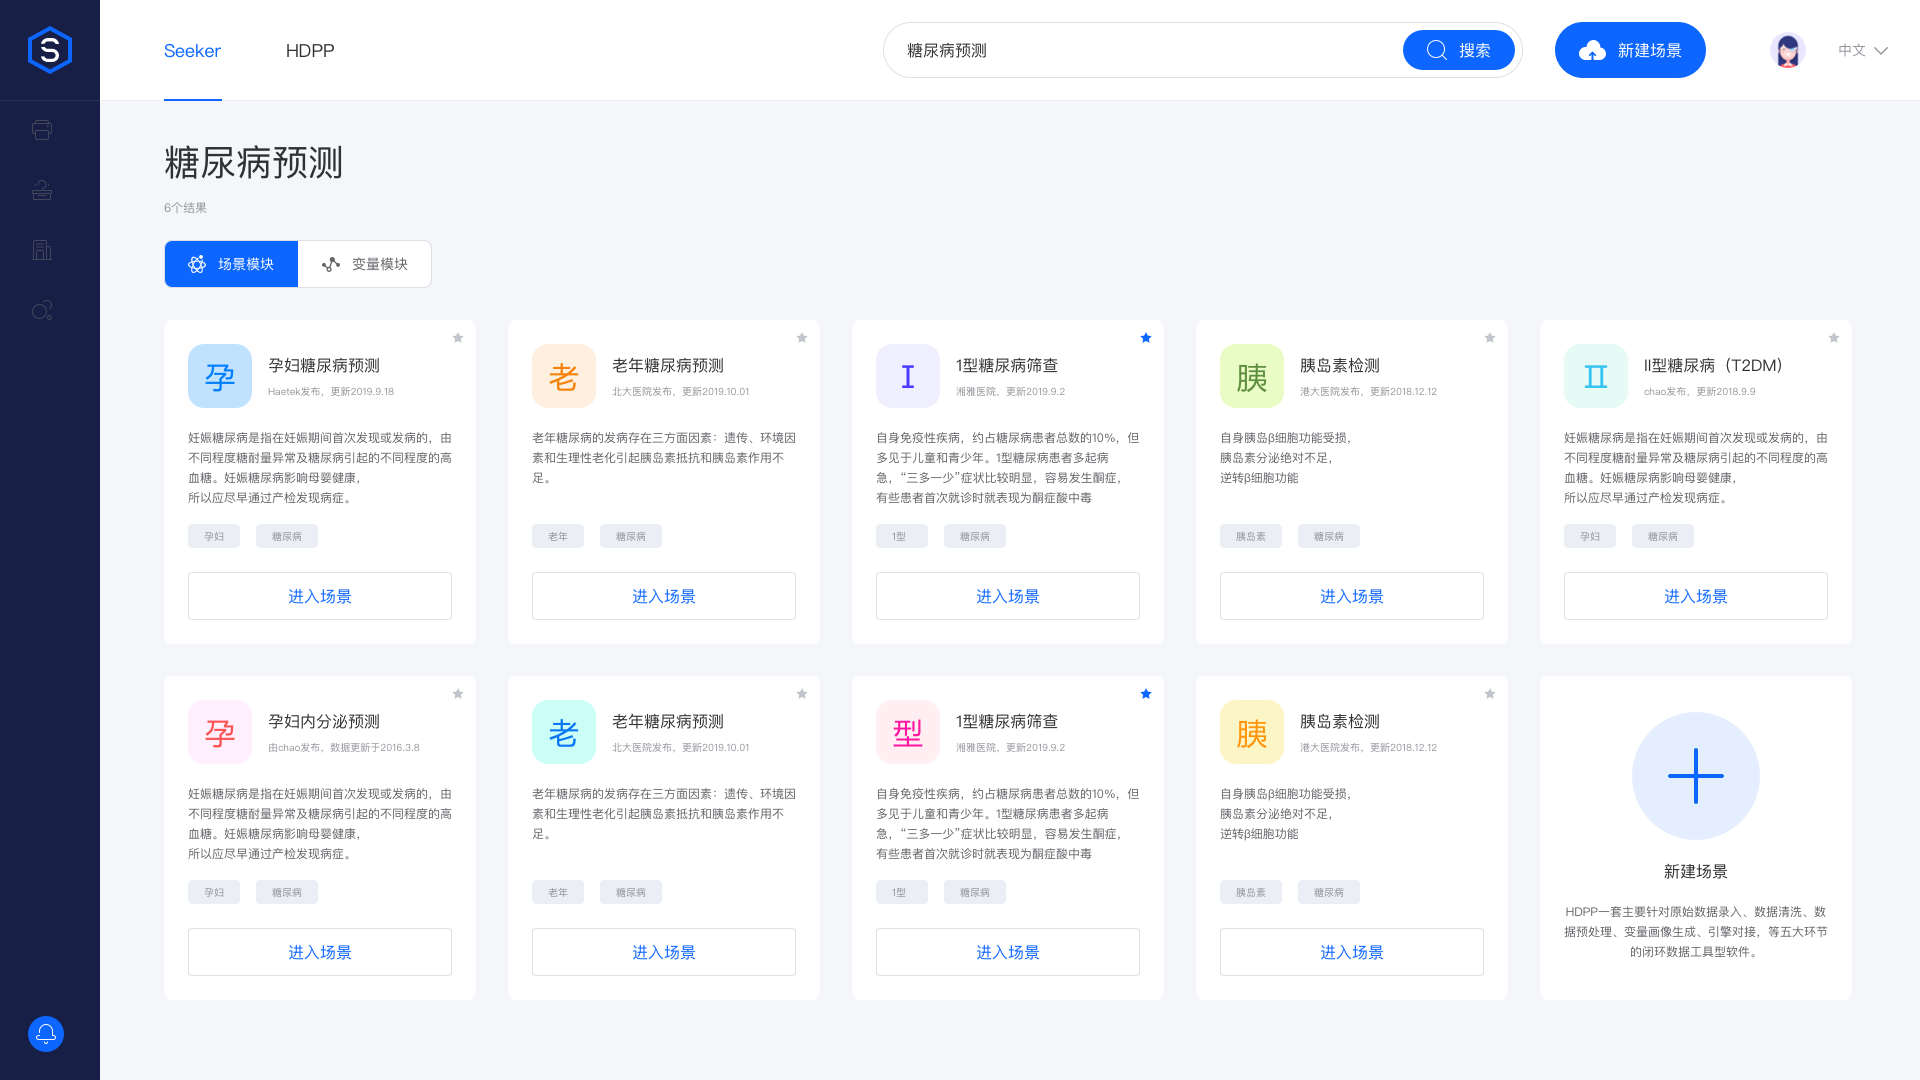 S
Seeker
HDPP
糖尿病预测
搜索
新建场景
中文
糖尿病预测
6个结果
场景模块
变量模块
孕
孕妇糖尿病预测
Haetek发布，更新2019.9.18
妊娠糖尿病是指在妊娠期间首次发现或发病的，由
不同程度糖耐量异常及糖尿病引起的不同程度的高
血糖。妊娠糖尿病影响母婴健康，
所以应尽早通过产检发现病症。
孕妇
糖尿病
进入场景
老
老年糖尿病预测
北大医院发布，更新2019.10.01
老年糖尿病的发病存在三方面因素：遗传、环境因
素和生理性老化引起胰岛素抵抗和胰岛素作用不
足。
老年
糖尿病
进入场景
I
1型糖尿病筛查
湘雅医院，更新2019.9.2
自身免疫性疾病，约占糖尿病患者总数的10%，但
多见于儿童和青少年。1型糖尿病患者多起病
急，“三多一少”症状比较明显，容易发生酮症，
有些患者首次就诊时就表现为酮症酸中毒
1型
糖尿病
进入场景
胰
胰岛素检测
港大医院发布，更新2018.12.12
自身胰岛β细胞功能受损，
胰岛素分泌绝对不足，
逆转β细胞功能
胰岛素
糖尿病
进入场景
II
II型糖尿病（T2DM）
chao发布，更新2018.9.9
妊娠糖尿病是指在妊娠期间首次发现或发病的，由
不同程度糖耐量异常及糖尿病引起的不同程度的高
血糖。妊娠糖尿病影响母婴健康，
所以应尽早通过产检发现病症。
孕妇
糖尿病
进入场景
孕
孕妇内分泌预测
由chao发布，数据更新于2016.3.8
妊娠糖尿病是指在妊娠期间首次发现或发病的，由
不同程度糖耐量异常及糖尿病引起的不同程度的高
血糖。妊娠糖尿病影响母婴健康，
所以应尽早通过产检发现病症。
孕妇
糖尿病
进入场景
老
老年糖尿病预测
北大医院发布，更新2019.10.01
老年糖尿病的发病存在三方面因素：遗传、环境因
素和生理性老化引起胰岛素抵抗和胰岛素作用不
足。
老年
糖尿病
进入场景
型
1型糖尿病筛查
湘雅医院，更新2019.9.2
自身免疫性疾病，约占糖尿病患者总数的10%，但
多见于儿童和青少年。1型糖尿病患者多起病
急，“三多一少”症状比较明显，容易发生酮症，
有些患者首次就诊时就表现为酮症酸中毒
1型
糖尿病
进入场景
胰
胰岛素检测
港大医院发布，更新2018.12.12
自身胰岛β细胞功能受损，
胰岛素分泌绝对不足，
逆转β细胞功能
胰岛素
糖尿病
进入场景
新建场景
HDPP一套主要针对原始数据录入、数据清洗、数
据预处理、变量画像生成、引擎对接，等五大环节
的闭环数据工具型软件。